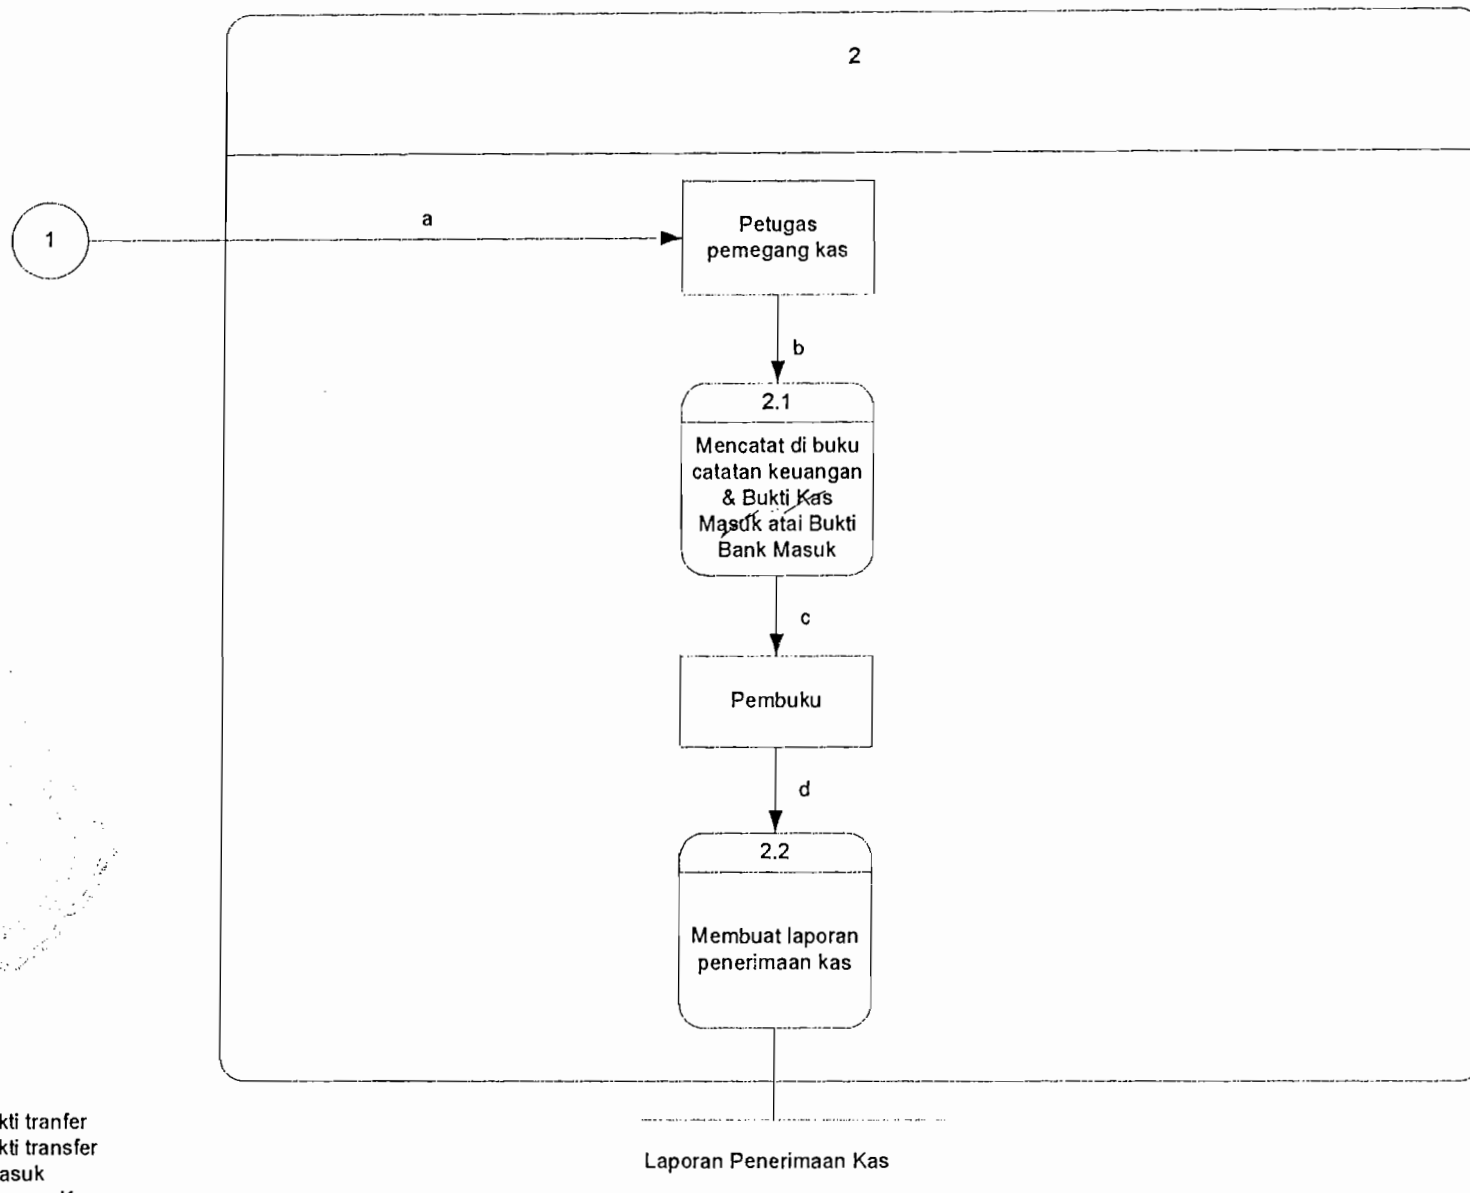 2
1
a
Petugas
pemegang kas
b
2.1
Mencatat di buku
catatan keuangan
& Bukti Kas
Masuk atai Bukti
Bank Masuk
c
Pembuku
d
2.2
Membuat laporan
penerimaan kas
kti tranfer
kti transfer
asuk
Laporan Penerimaan Kas